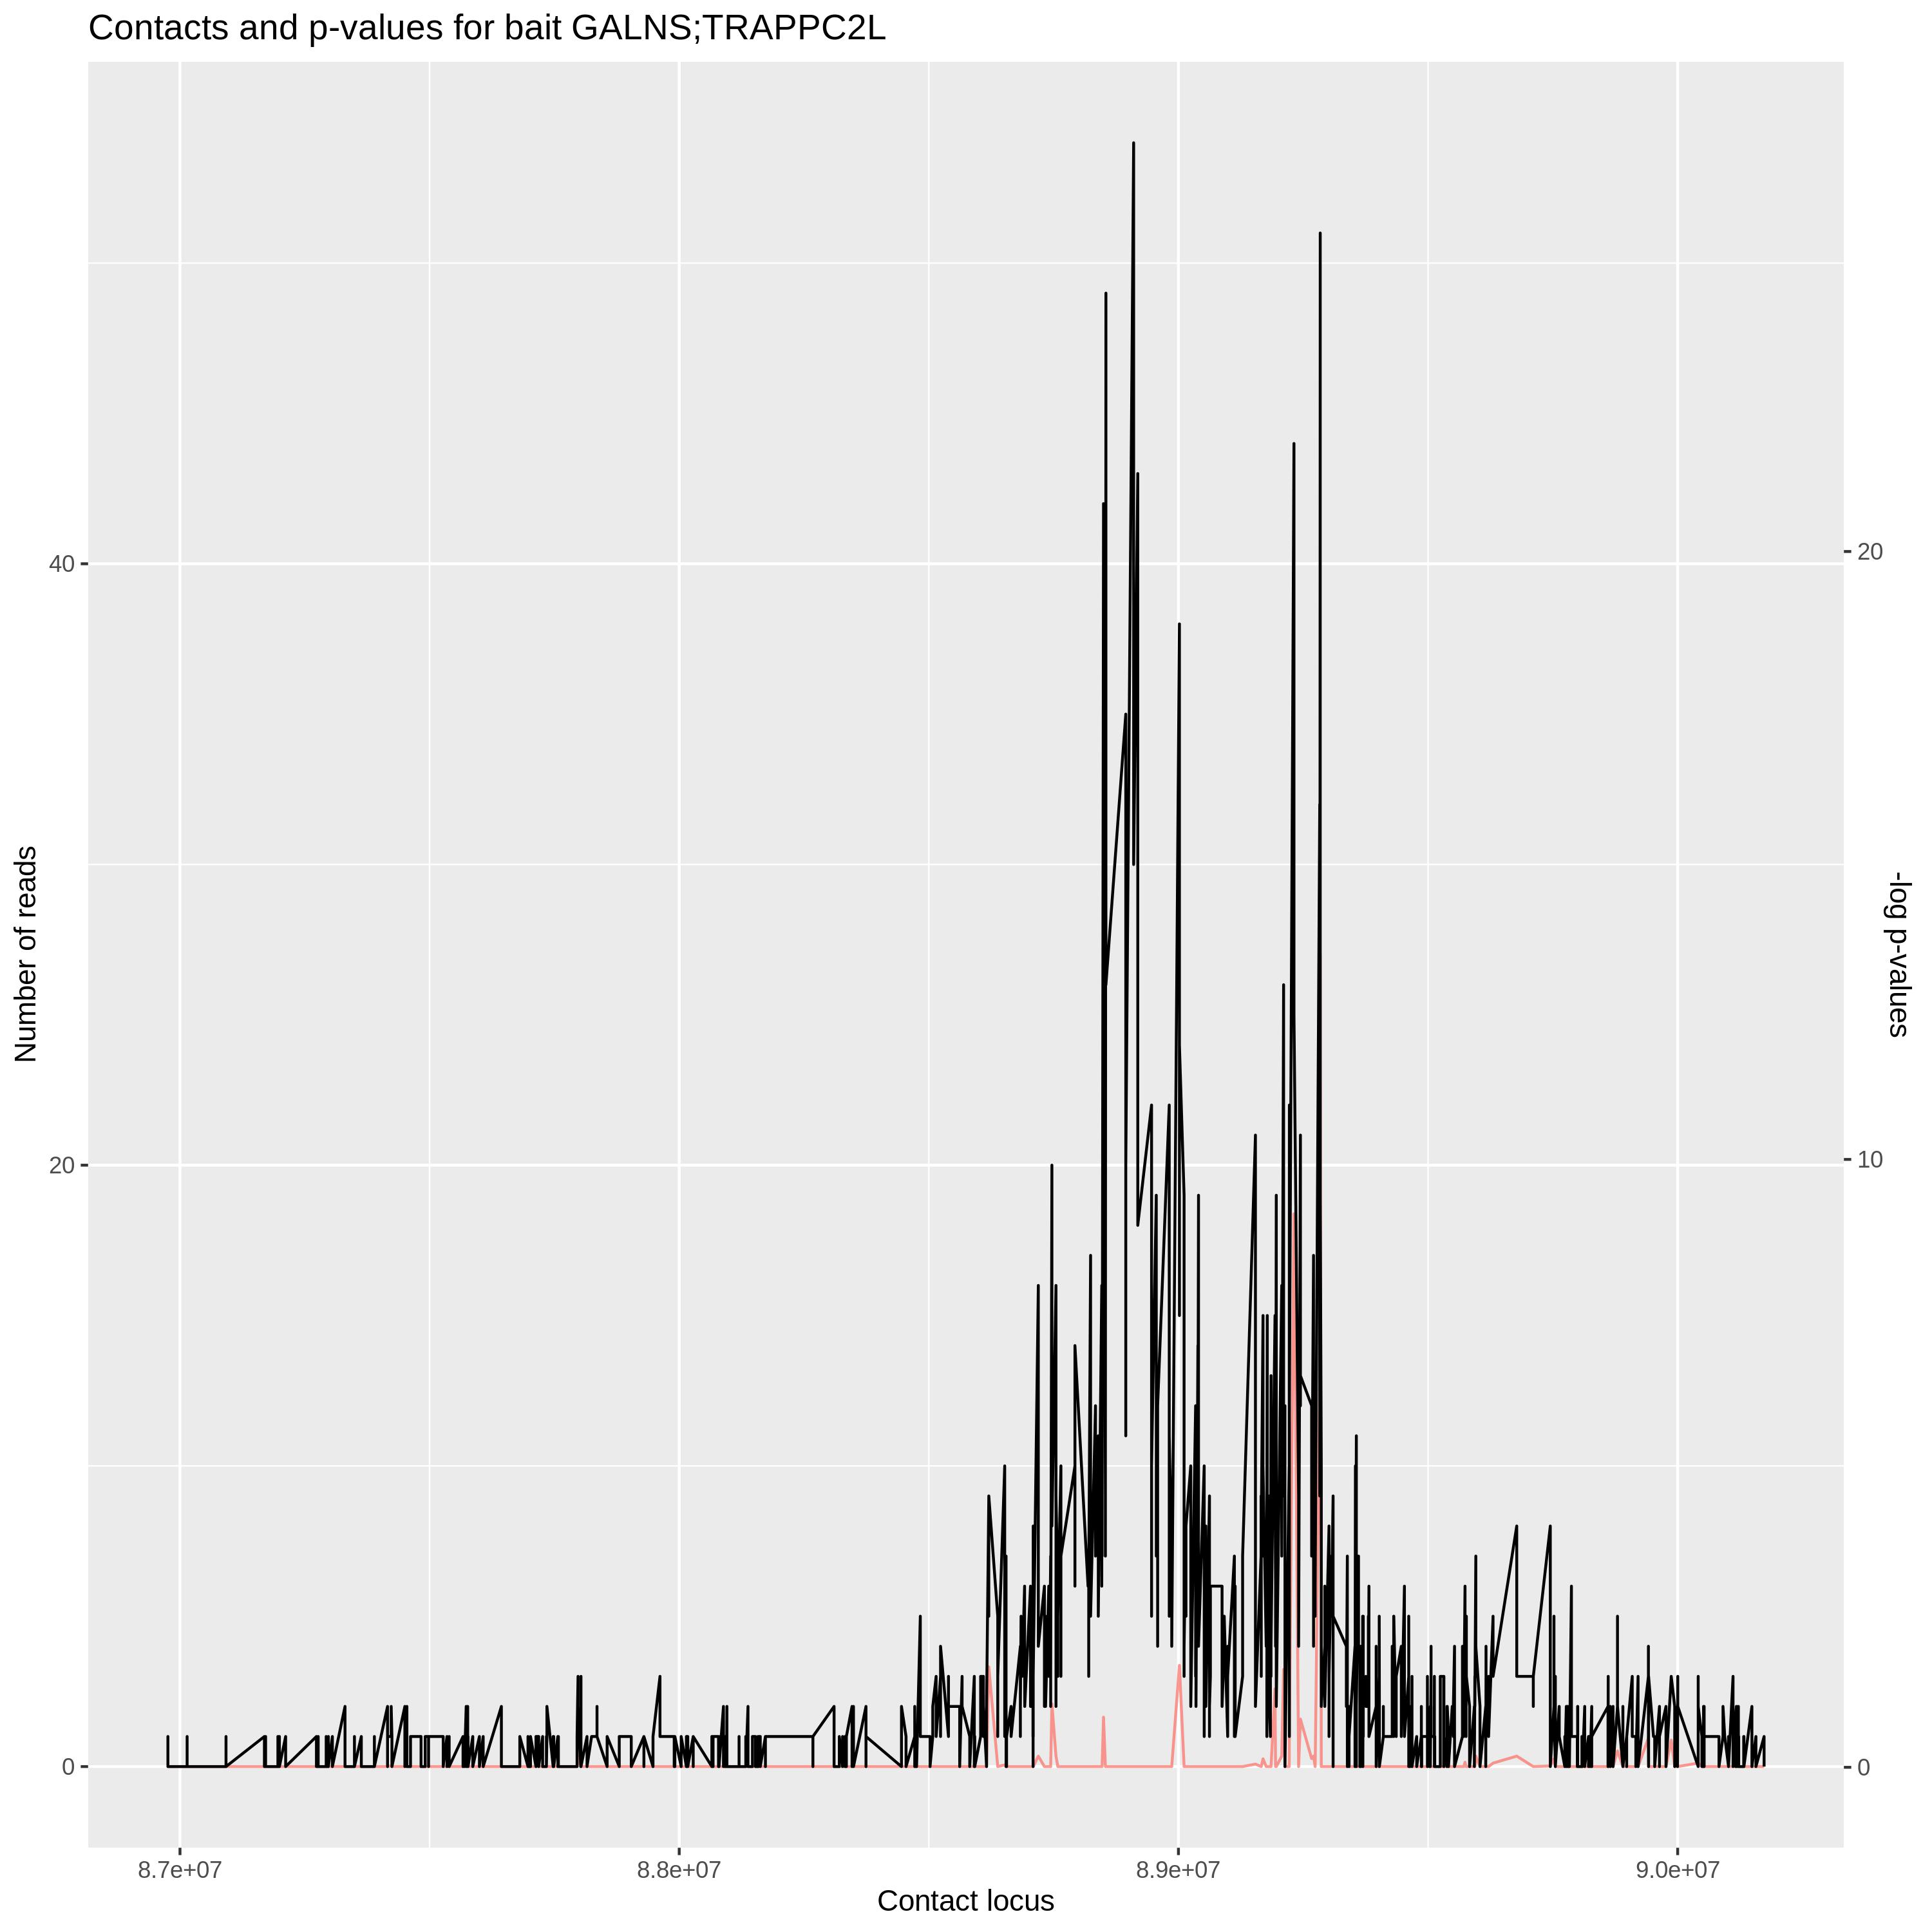 Contacts and p-values for bait GALNS;TRAPPC2L
Number of reads
40
20
0
20
10
0
-log p-values
8.7e+07 8.8e+07 8.9e+07 9.0e+07
Contact locus